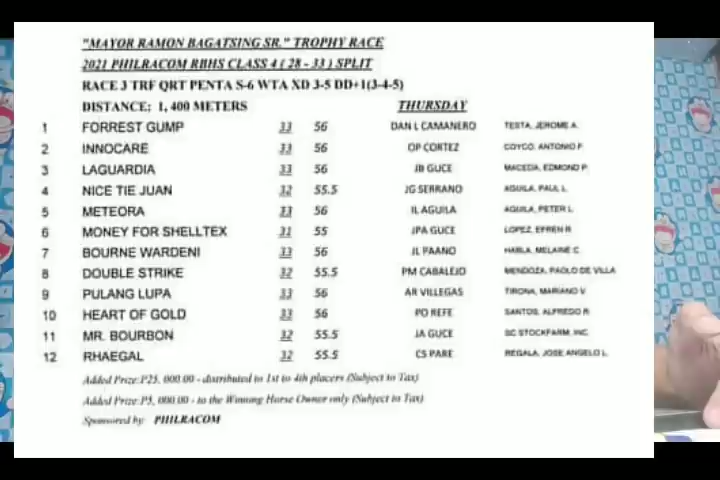 "MAYOR RAMON BAGATSING SR." TROPHY RACE
2021 PHILRACOM RBHS CLASS 4 ( 28 - 33 ) SPLIT
RACE 3 TRF QRT PENTA S-6 WTA XD 3-5 DD+1(3-4-5)
DISTANCE; 1, 400 METERS THURSDAY
1 FORREST GUMP 33 56 DAN L CAMANERO TESTA, JEROME A.
2 INNOCARE 33 56 OP CORTEZ COYCO, ANTONIO P.
3 LAGUARDIA 33 56 JB GUCE MACEDA, EDMOND P.
4 NICE TIE JUAN 32 55.5 JG SERRANO AGUILA, PAUL L.
5 METEORA 33 56 IL AGUILA AGUILA, PETER L.
6 MONEY FOR SHELLTEX 31 55 JPA GUCE LOPEZ, EFREN R.
7 BOURNE WARDENI 33 56 JL PAANO HABLA, MELAINE C.
8 DOUBLE STRIKE 32 55.5 PM CABALEJO MENDOZA, PAOLO DE VILLA
9 PULANG LUPA 33 56 AR VILLEGAS TIRONA, MARIANO V.
10 HEART OF GOLD 33 56 PO REFE SANTOS, ALFREDO R.
11 MR. BOURBON 32 55.5 JA GUCE SC STOCKFARM, INC.
12 RHAEGAL 32 55.5 CS PARE REGALA, JOSE ANGELO L.
Added Prize:P25, 000.00 - distributed to 1st to 4th placers (Subject to Tax)
Added Prize:P5, 000.00 - to the Winning Horse Owner only (Subject to Tax)
Sponsored by: PHILRACOM